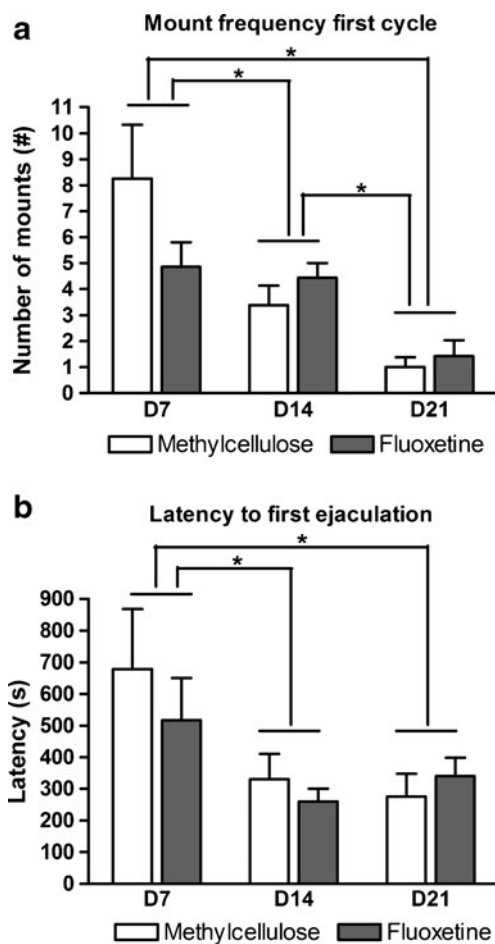 a
Mount frequency first cycle
*
*
*
Number of mounts (#)
11
10
9
8
7
6
5
4
3
2
1
0
D7 D14 D21
Methylcellulose Fluoxetine
b
Latency to first ejaculation
*
*
Latency (s)
900
800
700
600
500
400
300
200
100
0
D7 D14 D21
Methylcellulose Fluoxetine